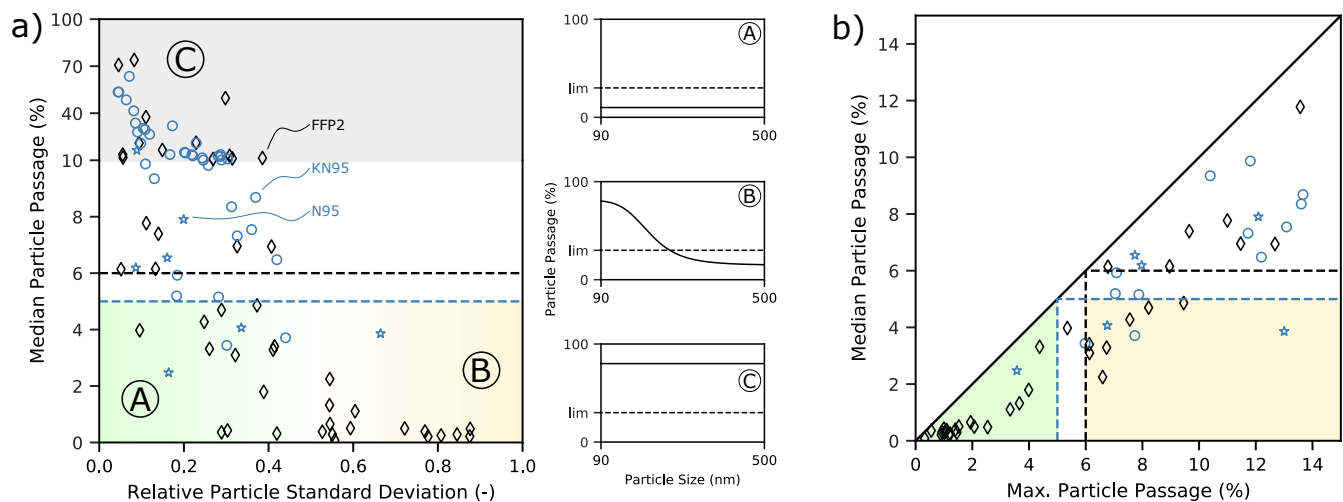 a)
Median Particle Passage (%)
100
70
40
10
8
6
4
2
0
C
FFP2
KN95
N95
A
B
0.0 0.2 0.4 0.6 0.8 1.0
Relative Particle Standard Deviation (-)
100
A
lim
0
90 500
Particle Passage (%)
100
B
lim
0
90 500
100
C
lim
0
90 500
Particle Size (nm)
b)
Median Particle Passage (%)
14
12
10
8
6
4
2
0
0 2 4 6 8 10 12 14
Max. Particle Passage (%)